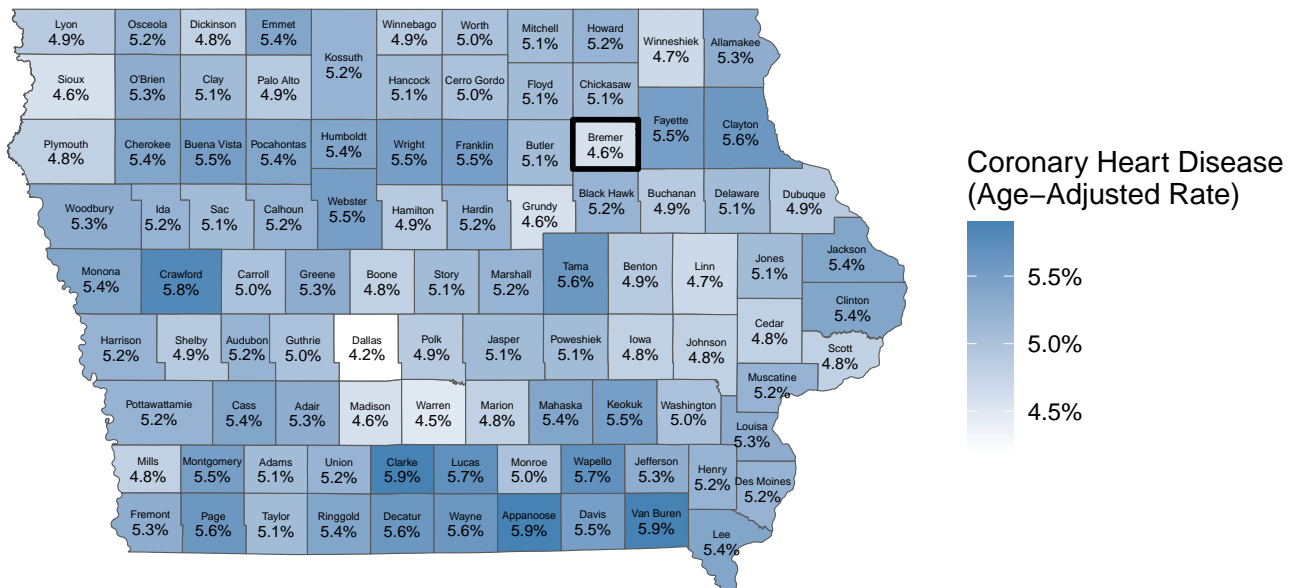 Lyon
4.9%
Osceola
5.2%
Dickinson
4.8%
Emmet
5.4%
Kossuth
5.2%
Winnebago
4.9%
Worth
5.0%
Mitchell
5.1%
Howard
5.2%
Winneshiek
4.7%
Allamakee
5.3%
Sioux
4.6%
O'Brien
5.3%
Clay
5.1%
Palo Alto
4.9%
Hancock
5.1%
Cerro Gordo
5.0%
Floyd
5.1%
Chickasaw
5.1%
Fayette
5.5%
Clayton
5.6%
Plymouth
4.8%
Cherokee
5.4%
Buena Vista
5.5%
Pocahontas
5.4%
Humboldt
5.4%
Wright
5.5%
Franklin
5.5%
Butler
5.1%
Bremer
4.6%
Coronary Heart Disease
(Age−Adjusted Rate)
5.5%
5.0%
4.5%
Woodbury
5.3%
Ida
5.2%
Sac
5.1%
Calhoun
5.2%
Webster
5.5%
Hamilton
4.9%
Hardin
5.2%
Grundy
4.6%
Black Hawk
5.2%
Buchanan
4.9%
Delaware
5.1%
Dubuque
4.9%
Monona
5.4%
Crawford
5.8%
Carroll
5.0%
Greene
5.3%
Boone
4.8%
Story
5.1%
Marshall
5.2%
Tama
5.6%
Benton
4.9%
Linn
4.7%
Jones
5.1%
Jackson
5.4%
Clinton
5.4%
Harrison
5.2%
Shelby
4.9%
Audubon
5.2%
Guthrie
5.0%
Dallas
4.2%
Polk
4.9%
Jasper
5.1%
Poweshiek
5.1%
Iowa
4.8%
Johnson
4.8%
Cedar
4.8%
Scott
4.8%
Muscatine
5.2%
Pottawattamie
5.2%
Cass
5.4%
Adair
5.3%
Madison
4.6%
Warren
4.5%
Marion
4.8%
Mahaska
5.4%
Keokuk
5.5%
Washington
5.0%
Louisa
5.3%
Mills
4.8%
Montgomery
5.5%
Adams
5.1%
Union
5.2%
Clarke
5.9%
Lucas
5.7%
Monroe
5.0%
Wapello
5.7%
Jefferson
5.3%
Henry
5.2%
Des Moines
5.2%
Fremont
5.3%
Page
5.6%
Taylor
5.1%
Ringgold
5.4%
Decatur
5.6%
Wayne
5.6%
Appanoose
5.9%
Davis
5.5%
Van Buren
5.9%
Lee
5.4%